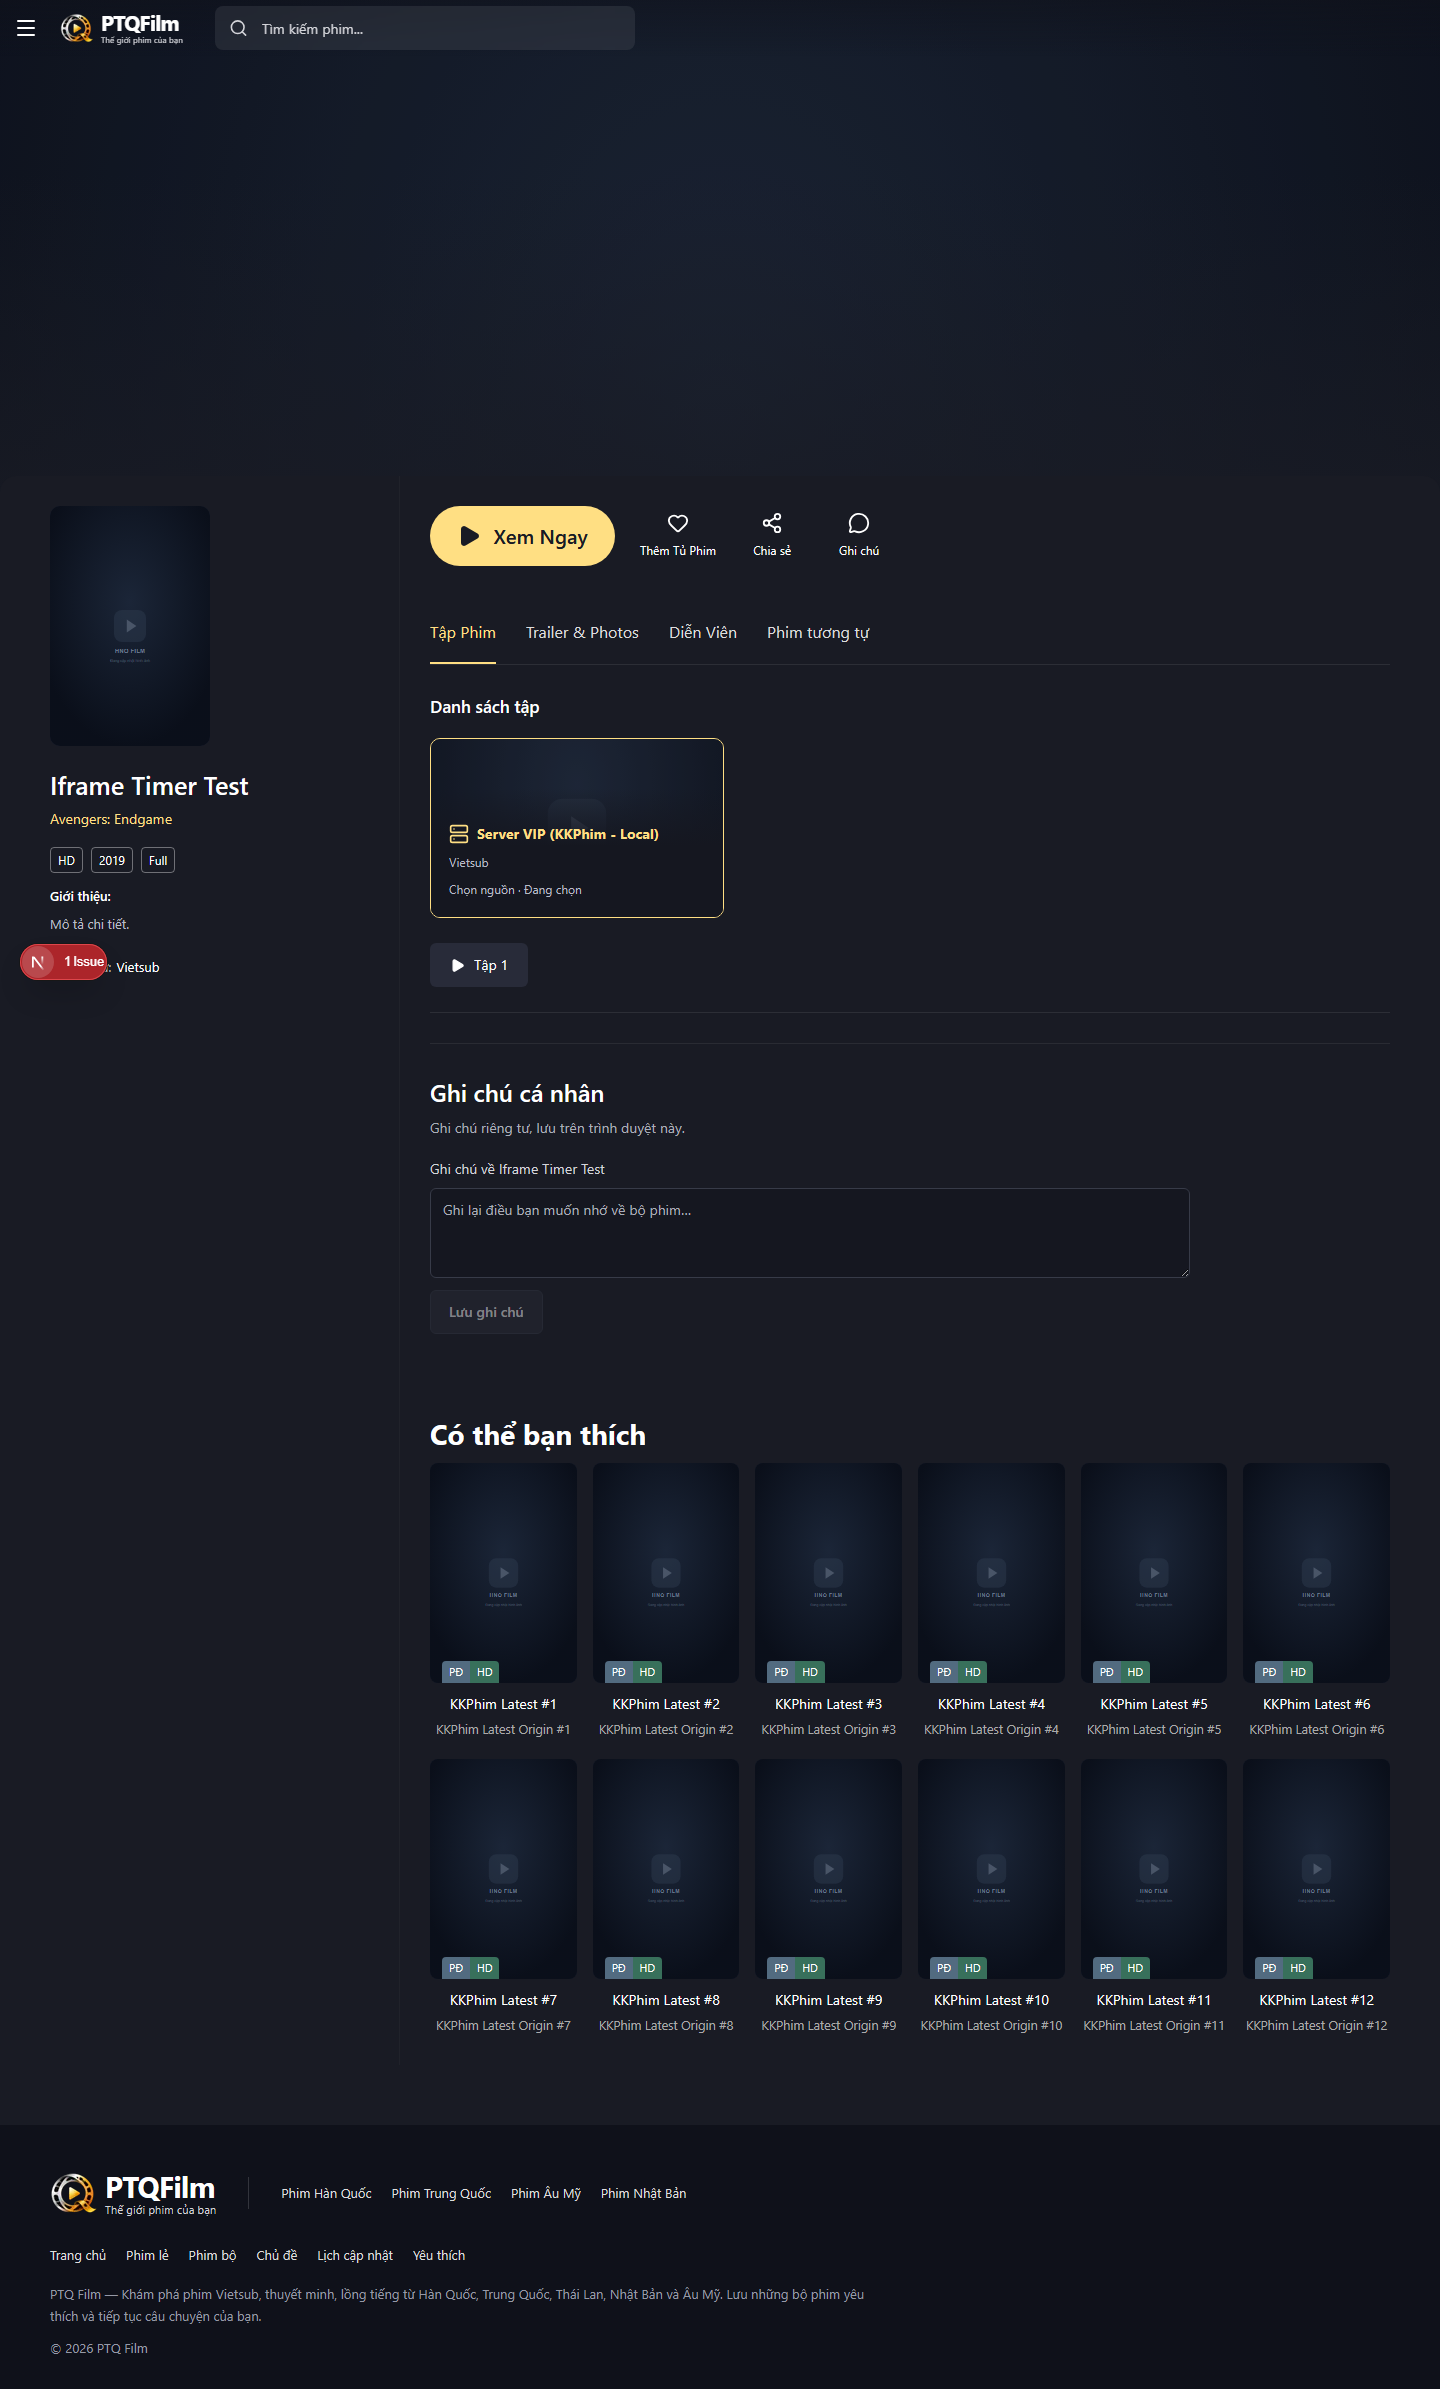 PTQFilm
Thế giới phim của bạn
Tìm kiếm phim...
HNO FILM
Iframe Timer Test
Avengers: Endgame
HD 2019 Full
Giới thiệu:
Mô tả chi tiết.
1 Issue
Vietsub
Xem Ngay
Thêm Tủ Phim
Chia sẻ
Ghi chú
Tập Phim Trailer & Photos Diễn Viên Phim tương tự
Danh sách tập
Server VIP (KKPhim - Local)
Vietsub
Chọn nguồn · Đang chọn
Tập 1
Ghi chú cá nhân
Ghi chú riêng tư, lưu trên trình duyệt này.
Ghi chú về Iframe Timer Test
Ghi lại điều bạn muốn nhớ về bộ phim...
Lưu ghi chú
Có thể bạn thích
PĐ HD PĐ HD PĐ HD PĐ HD PĐ HD PĐ HD
KKPhim Latest #1 KKPhim Latest #2 KKPhim Latest #3 KKPhim Latest #4 KKPhim Latest #5 KKPhim Latest #6
KKPhim Latest Origin #1 KKPhim Latest Origin #2 KKPhim Latest Origin #3 KKPhim Latest Origin #4 KKPhim Latest Origin #5 KKPhim Latest Origin #6
PĐ HD PĐ HD PĐ HD PĐ HD PĐ HD PĐ HD
KKPhim Latest #7 KKPhim Latest #8 KKPhim Latest #9 KKPhim Latest #10 KKPhim Latest #11 KKPhim Latest #12
KKPhim Latest Origin #7 KKPhim Latest Origin #8 KKPhim Latest Origin #9 KKPhim Latest Origin #10 KKPhim Latest Origin #11 KKPhim Latest Origin #12
PTQFilm
Thế giới phim của bạn
Phim Hàn Quốc Phim Trung Quốc Phim Âu Mỹ Phim Nhật Bản
Trang chủ Phim lẻ Phim bộ Chủ đề Lịch cập nhật Yêu thích
PTQ Film — Khám phá phim Vietsub, thuyết minh, lồng tiếng từ Hàn Quốc, Trung Quốc, Thái Lan, Nhật Bản và Âu Mỹ. Lưu những bộ phim yêu
thích và tiếp tục câu chuyện của bạn.
© 2026 PTQ Film